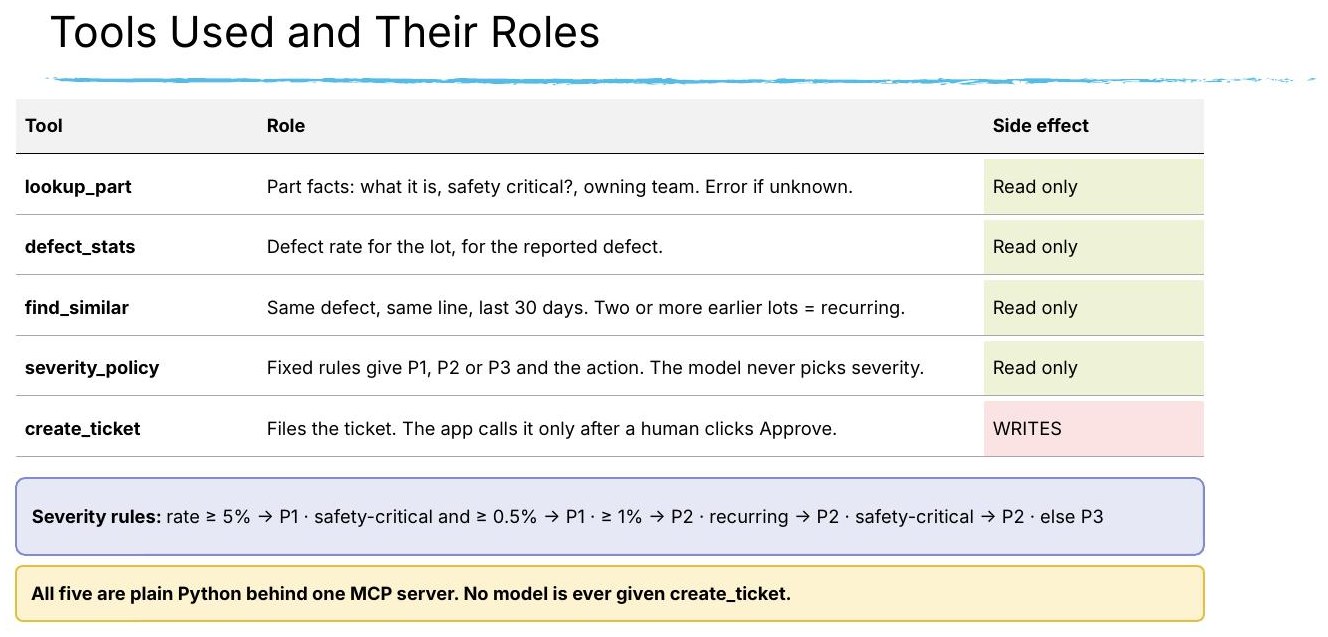 Tools Used and Their Roles
Tool Role Side effect
lookup_part Part facts: what it is, safety critical?, owning team. Error if unknown. Read only
defect_stats Defect rate for the lot, for the reported defect. Read only
find_similar Same defect, same line, last 30 days. Two or more earlier lots = recurring. Read only
severity_policy Fixed rules give P1, P2 or P3 and the action. The model never picks severity. Read only
create_ticket Files the ticket. The app calls it only after a human clicks Approve. WRITES
Severity rules: rate ≥ 5% → P1 · safety-critical and ≥ 0.5% → P1 · ≥ 1% → P2 · recurring → P2 · safety-critical → P2 · else P3
All five are plain Python behind one MCP server. No model is ever given create_ticket.